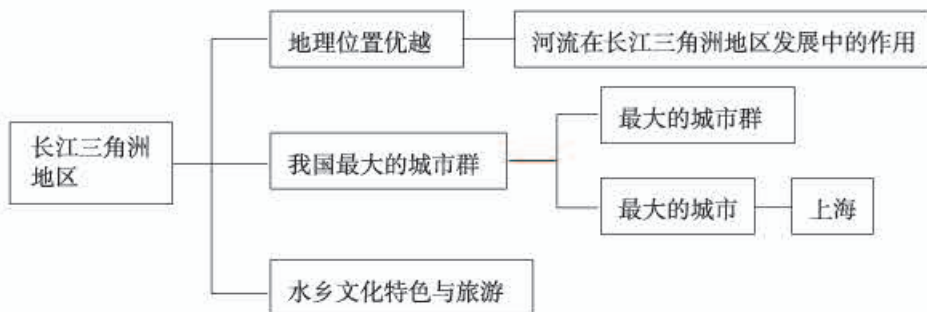 地理位置优越
河流在长江三角洲地区发展中的作用
长江三角洲
地区
我国最大的城市群
最大的城市群
最大的城市
上海
水乡文化特色与旅游